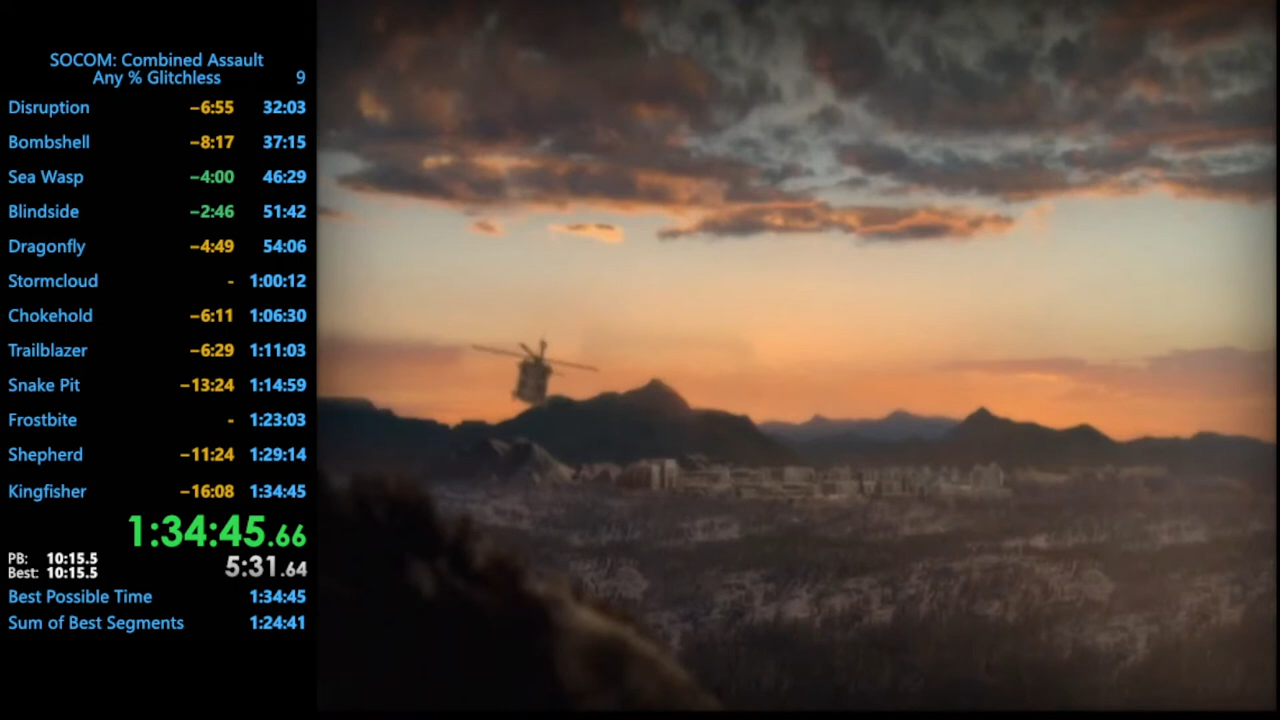 SOCOM: Combined Assault
Any % Glitchless 9
Disruption −6:55 32:03
Bombshell −8:17 37:15
Sea Wasp −4:00 46:29
Blindside −2:46 51:42
Dragonfly −4:49 54:06
Stormcloud - 1:00:12
Chokehold −6:11 1:06:30
Trailblazer −6:29 1:11:03
Snake Pit −13:24 1:14:59
Frostbite - 1:23:03
Shepherd −11:24 1:29:14
Kingfisher −16:08 1:34:45
1:34:45.66
PB: 10:15.5
Best: 10:15.5 5:31.64
Best Possible Time 1:34:45
Sum of Best Segments 1:24:41